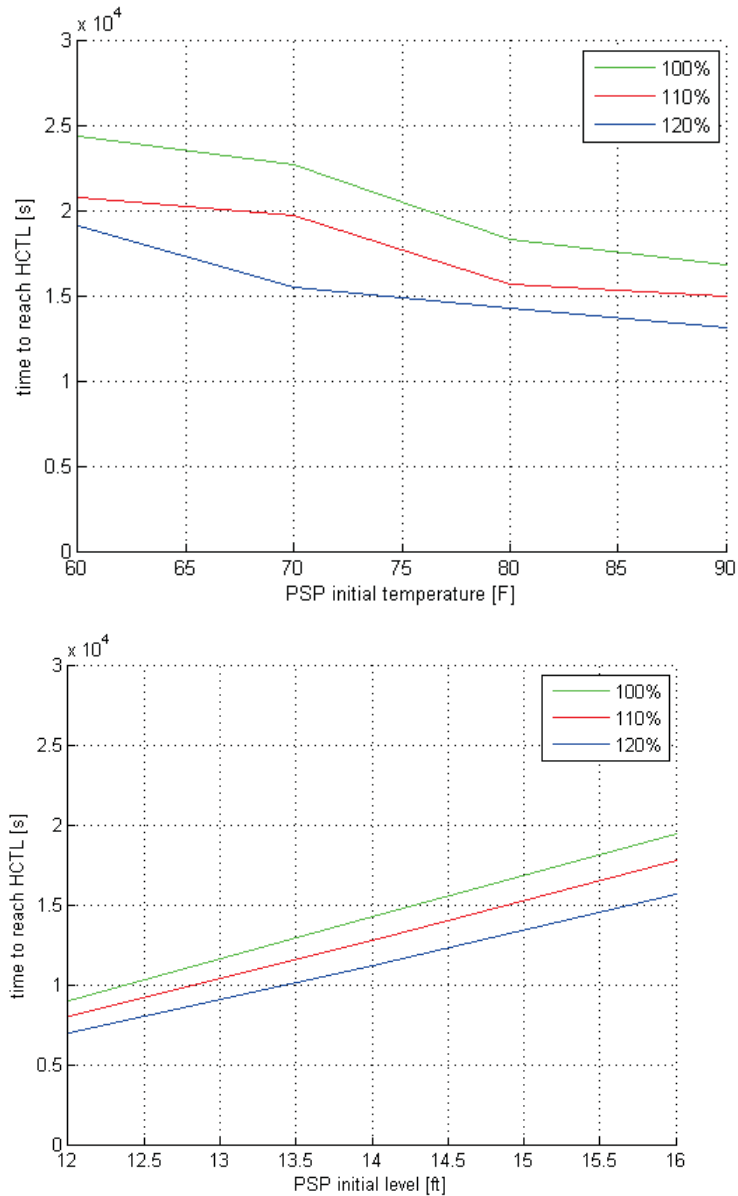 x 10^4
3
2.5
2
1.5
1
0.5
0
time to reach HCTL [s]
100%
110%
120%
60 65 70 75 80 85 90
PSP initial temperature [F]
x 10^4
3
2.5
2
1.5
1
0.5
0
time to reach HCTL [s]
100%
110%
120%
12 12.5 13 13.5 14 14.5 15 15.5 16
PSP initial level [ft]